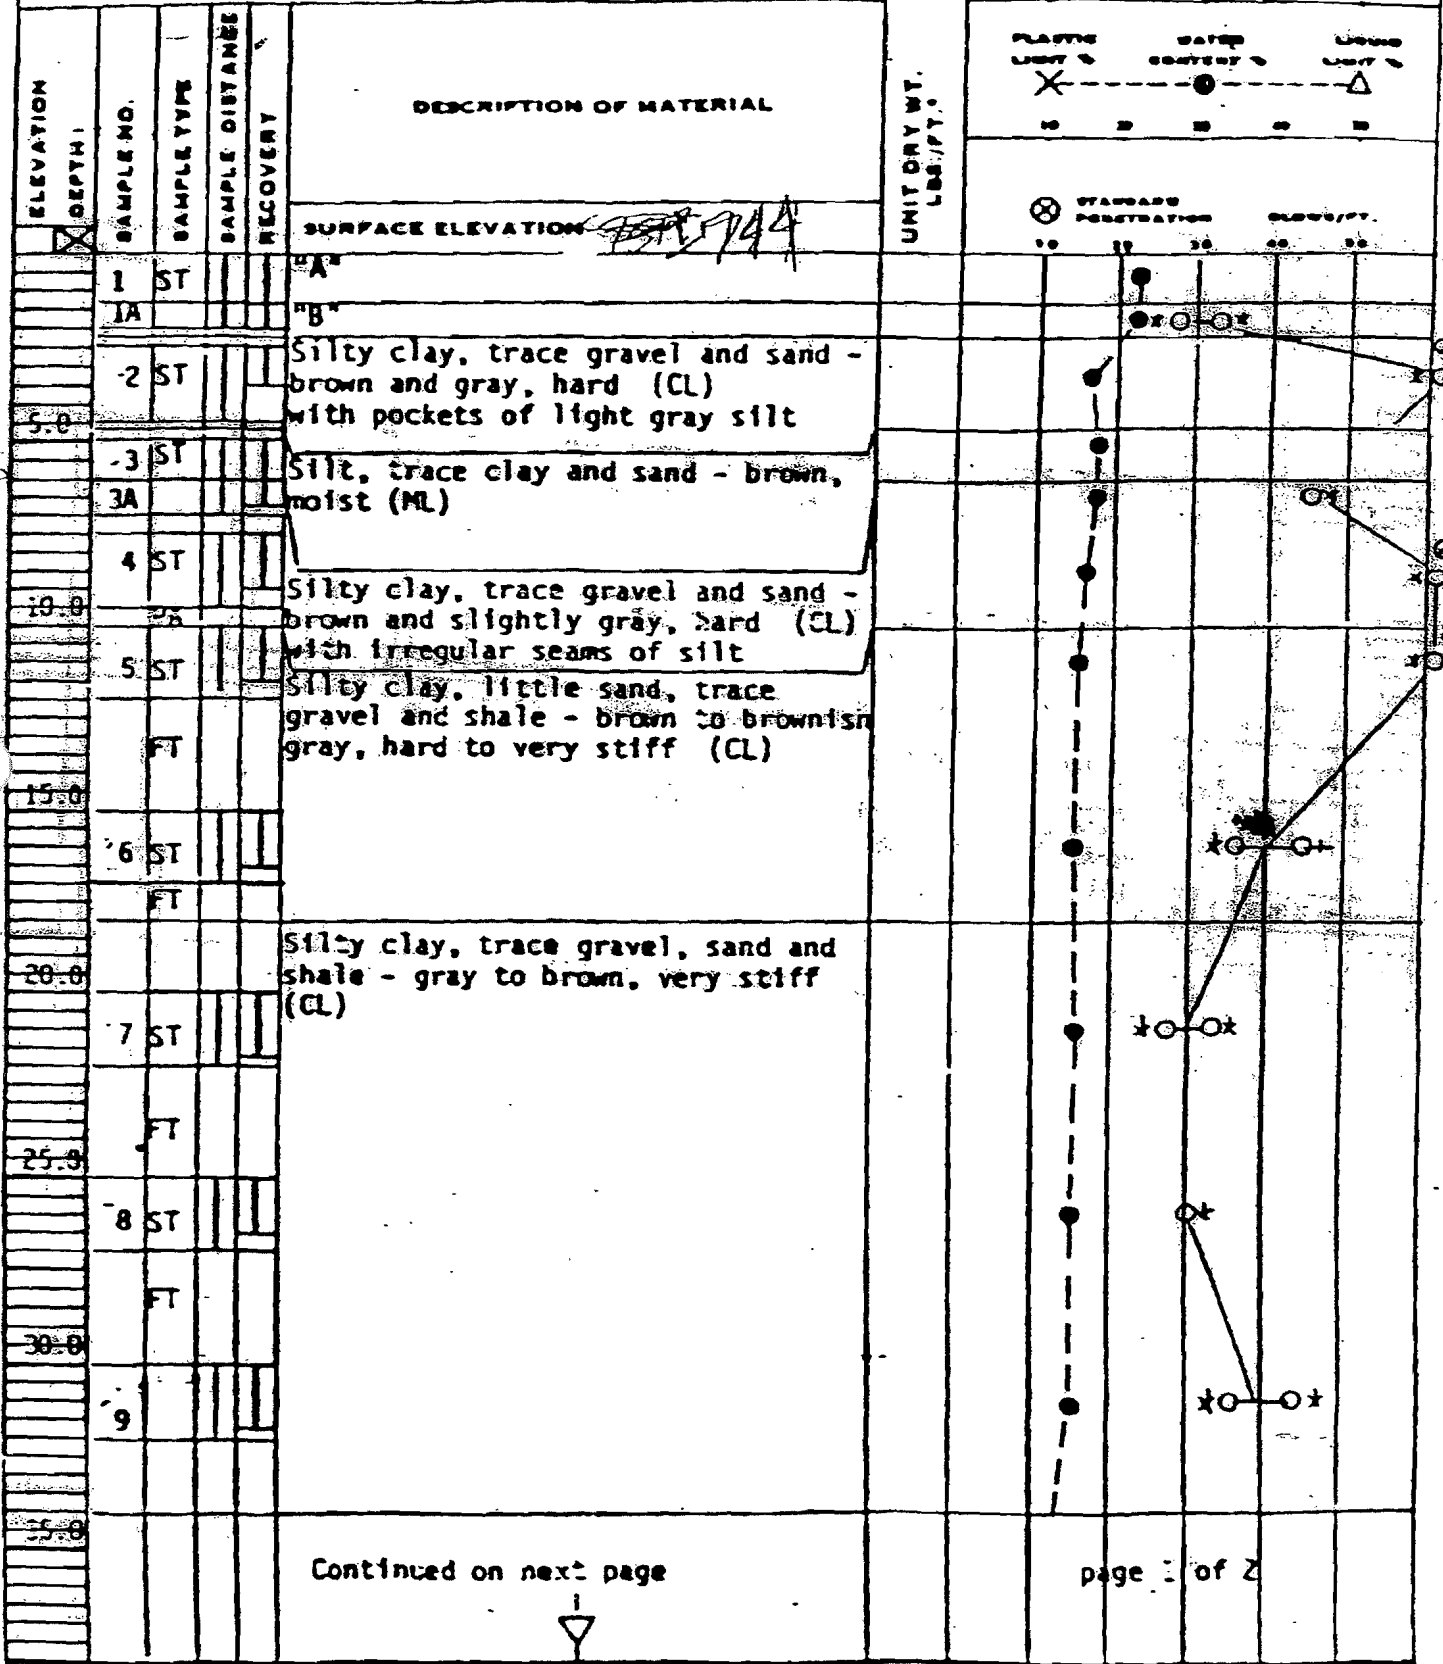 ELEVATION
DEPTH:
SAMPLE NO.
SAMPLE TYPE
SAMPLE DISTANCE
RECOVERY
DESCRIPTION OF MATERIAL
SURFACE ELEVATION 744
UNIT DRY WT.
LBS./FT.³
PLASTIC WATER LIQUID
LIMIT % CONTENT % LIMIT %
10 20 30 40 50
STANDARD
PENETRATION BLOWS/FT.
10 20 30 40 50
1 ST "A"
1A "B"
2 ST
Silty clay, trace gravel and sand -
brown and gray, hard (CL)
with pockets of light gray silt
5.0
3 ST
Silt, trace clay and sand - brown,
moist (ML)
3A
4 ST
Silty clay, trace gravel and sand -
brown and slightly gray, hard (CL)
with irregular seams of silt
10.0
5 ST
Silty clay, little sand, trace
gravel and shale - brown to brownish
gray, hard to very stiff (CL)
FT
15.0
6 ST
FT
Silty clay, trace gravel, sand and
shale - gray to brown, very stiff
(CL)
20.0
7 ST
FT
25.0
8 ST
FT
30.0
9
35.0
Continued on next page
page of 2